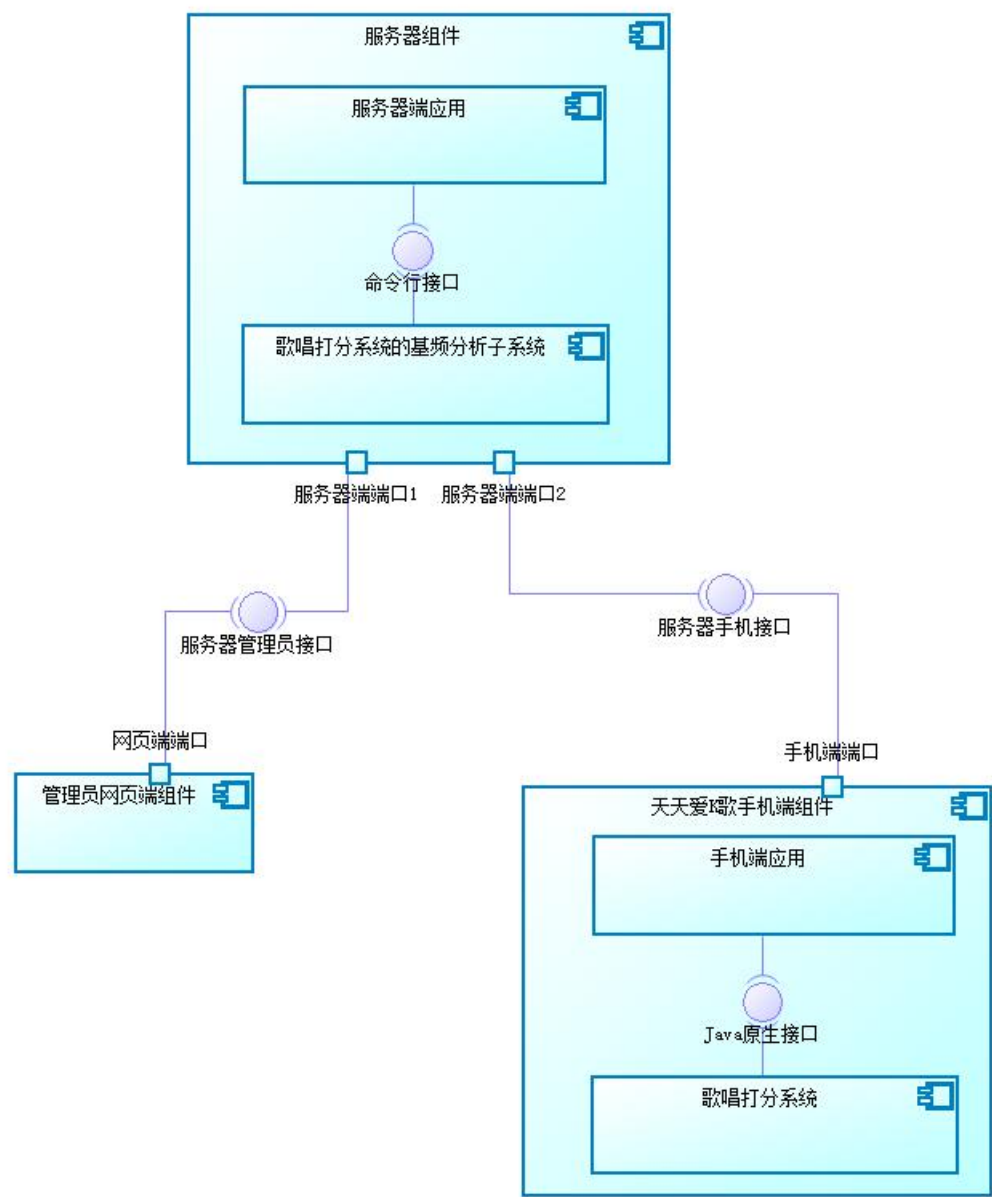 服务器组件
服务器端应用
命令行接口
歌唱打分系统的基频分析子系统
服务器端端口1
服务器端端口2
服务器手机接口
服务器管理员接口
网页端端口
手机端端口
管理员网页端组件
天天爱K歌手机端组件
手机端应用
Java原生接口
歌唱打分系统